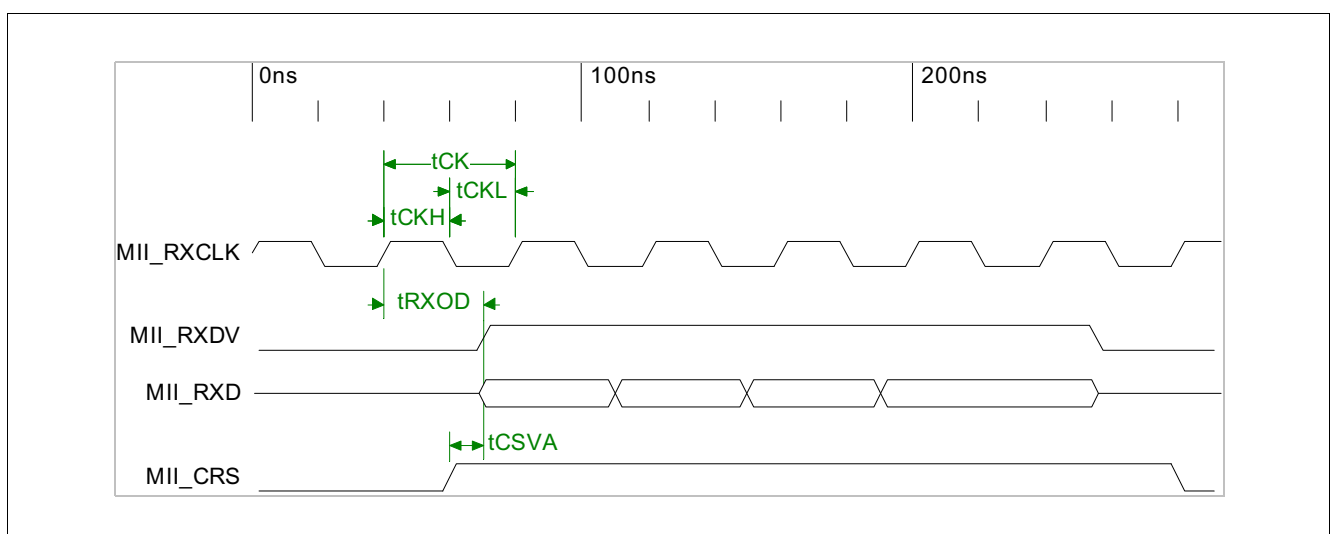 0ns 100ns 200ns
tCK
tCKL
tCKH
MII_RXCLK
tRXOD
MII_RXDV
MII_RXD
tCSVA
MII_CRS